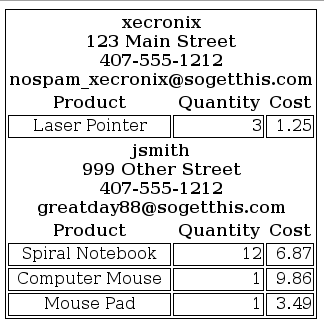 xecronix
123 Main Street
407-555-1212
nospam_xecronix@sogetthis.com
Product Quantity Cost
Laser Pointer 3 1.25
jsmith
999 Other Street
407-555-1212
greatday88@sogetthis.com
Product Quantity Cost
Spiral Notebook 12 6.87
Computer Mouse 1 9.86
Mouse Pad 1 3.49